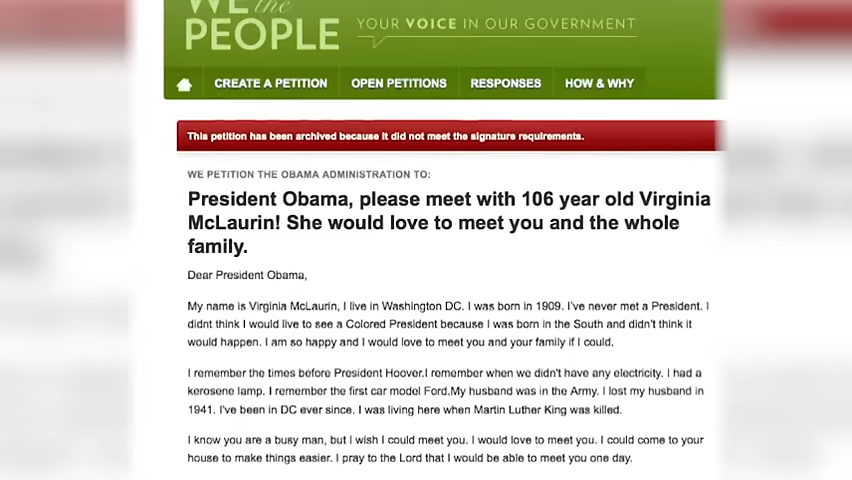 WE the
PEOPLE
YOUR VOICE IN OUR GOVERNMENT
CREATE A PETITION OPEN PETITIONS RESPONSES HOW & WHY
This petition has been archived because it did not meet the signature requirements.
WE PETITION THE OBAMA ADMINISTRATION TO:
President Obama, please meet with 106 year old Virginia
McLaurin! She would love to meet you and the whole
family.
Dear President Obama,
My name is Virginia McLaurin, I live in Washington DC. I was born in 1909. I've never met a President. I
didnt think I would live to see a Colored President because I was born in the South and didn't think it
would happen. I am so happy and I would love to meet you and your family if I could.
I remember the times before President Hoover.I remember when we didn't have any electricity. I had a
kerosene lamp. I remember the first car model Ford.My husband was in the Army. I lost my husband in
1941. I've been in DC ever since. I was living here when Martin Luther King was killed.
I know you are a busy man, but I wish I could meet you. I would love to meet you. I could come to your
house to make things easier. I pray to the Lord that I would be able to meet you one day.